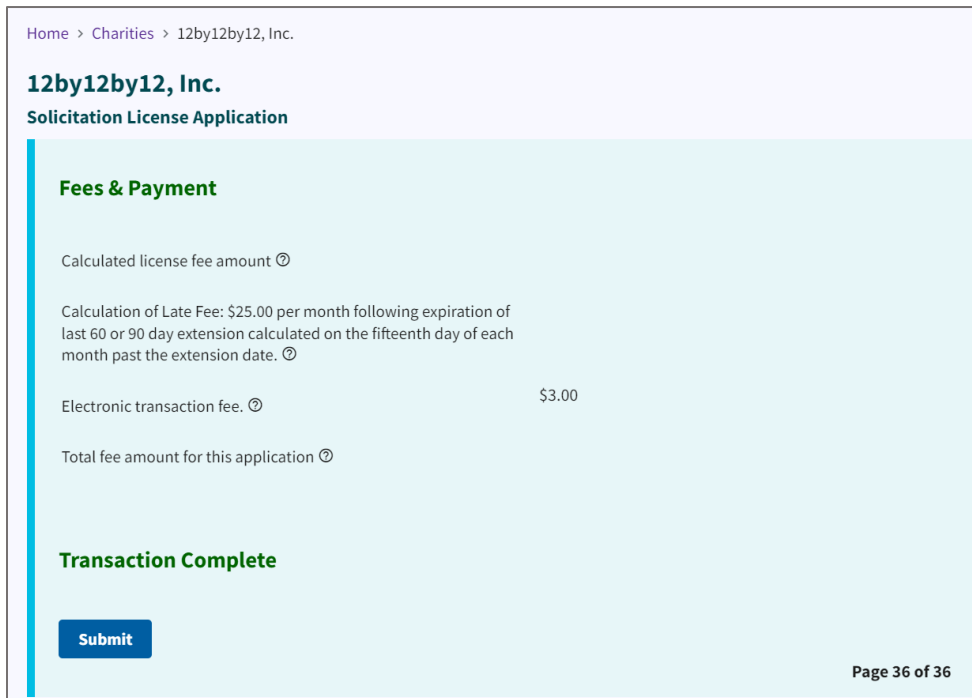 Home > Charities > 12by12by12, Inc.
12by12by12, Inc.
Solicitation License Application
Fees & Payment
Calculated license fee amount
Calculation of Late Fee: $25.00 per month following expiration of
last 60 or 90 day extension calculated on the fifteenth day of each
month past the extension date.
Electronic transaction fee. $3.00
Total fee amount for this application
Transaction Complete
Submit
Page 36 of 36